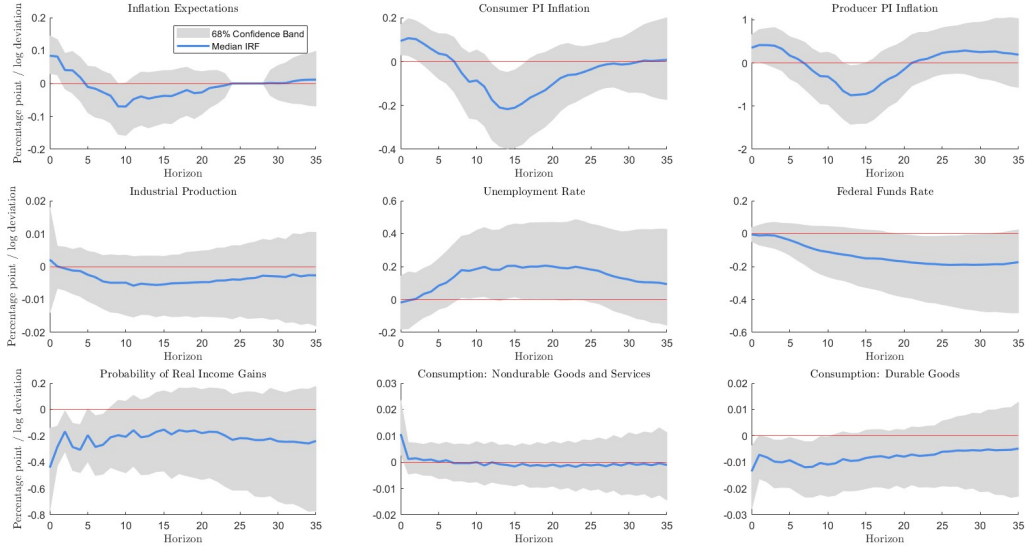 Inflation Expectations
Percentage point / log deviation
0.2
0.1
0
-0.1
-0.2
68% Confidence Band
Median IRF
0 5 10 15 20 25 30 35
Horizon
Consumer PI Inflation
0.2
0
-0.2
-0.4
0 5 10 15 20 25 30 35
Horizon
Producer PI Inflation
1
0
-1
-2
0 5 10 15 20 25 30 35
Horizon
Industrial Production
Percentage point / log deviation
0.02
0.01
0
-0.01
-0.02
0 5 10 15 20 25 30 35
Horizon
Unemployment Rate
0.6
0.4
0.2
0
-0.2
0 5 10 15 20 25 30 35
Horizon
Federal Funds Rate
0
-0.2
-0.4
-0.6
0 5 10 15 20 25 30 35
Horizon
Probability of Real Income Gains
Percentage point / log deviation
0.2
0
-0.2
-0.4
-0.6
-0.8
0 5 10 15 20 25 30 35
Horizon
Consumption: Nondurable Goods and Services
0.03
0.02
0.01
0
-0.01
-0.02
0 5 10 15 20 25 30 35
Horizon
Consumption: Durable Goods
0.02
0.01
0
-0.01
-0.02
-0.03
0 5 10 15 20 25 30 35
Horizon